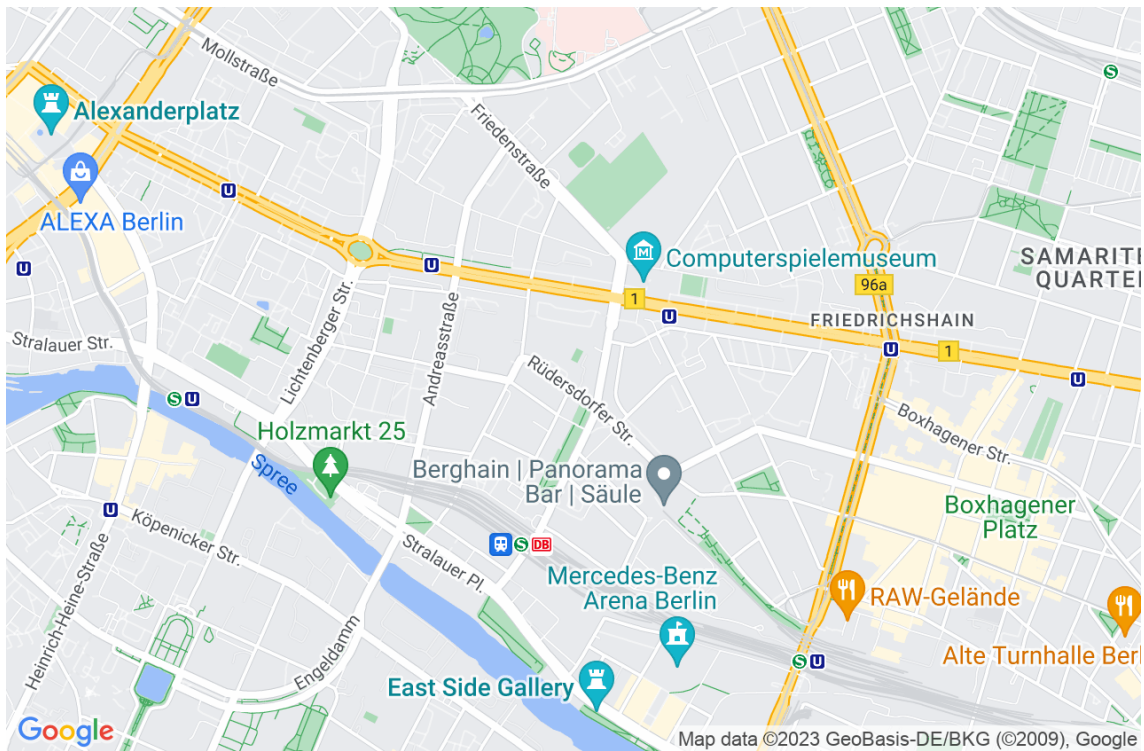 Mollstraße
Alexanderplatz
Friedenstraße
S
U
ALEXA Berlin
Computerspielemuseum
SAMARITE
QUARTE
96a
U
U
1
U
FRIEDRICHSHAIN
U
1
U
Stralauer Str.
Lichtenberger Str.
Andreasstraße
Rüdersdorfer Str.
S U
Boxhagener Str.
Holzmarkt 25
Spree
Berghain | Panorama
Bar | Säule
Boxhagener
Platz
U
Köpenicker Str.
Stralauer Pl.
S DB
Heinrich-Heine-Straße
Engeldamm
Mercedes-Benz
Arena Berlin
RAW-Gelände
S U
Alte Turnhalle Berl
East Side Gallery
Google
Map data ©2023 GeoBasis-DE/BKG (©2009), Google